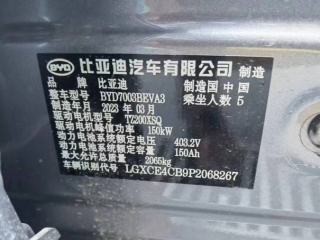 BYD 比亚迪汽车有限公司 制造
品牌 比亚迪 制造国 中国
整车型号 BYD7003BEVA3 乘坐人数 5
制造年月 2023 年 03 月
驱动电机型号 TZ200XSQ
驱动电机峰值功率 150kW
动力电池系统额定电压 403.2V
动力电池系统额定容量 150Ah
最大允许总质量 2065kg
车辆识别代号 LGXCE4CB9P2068267